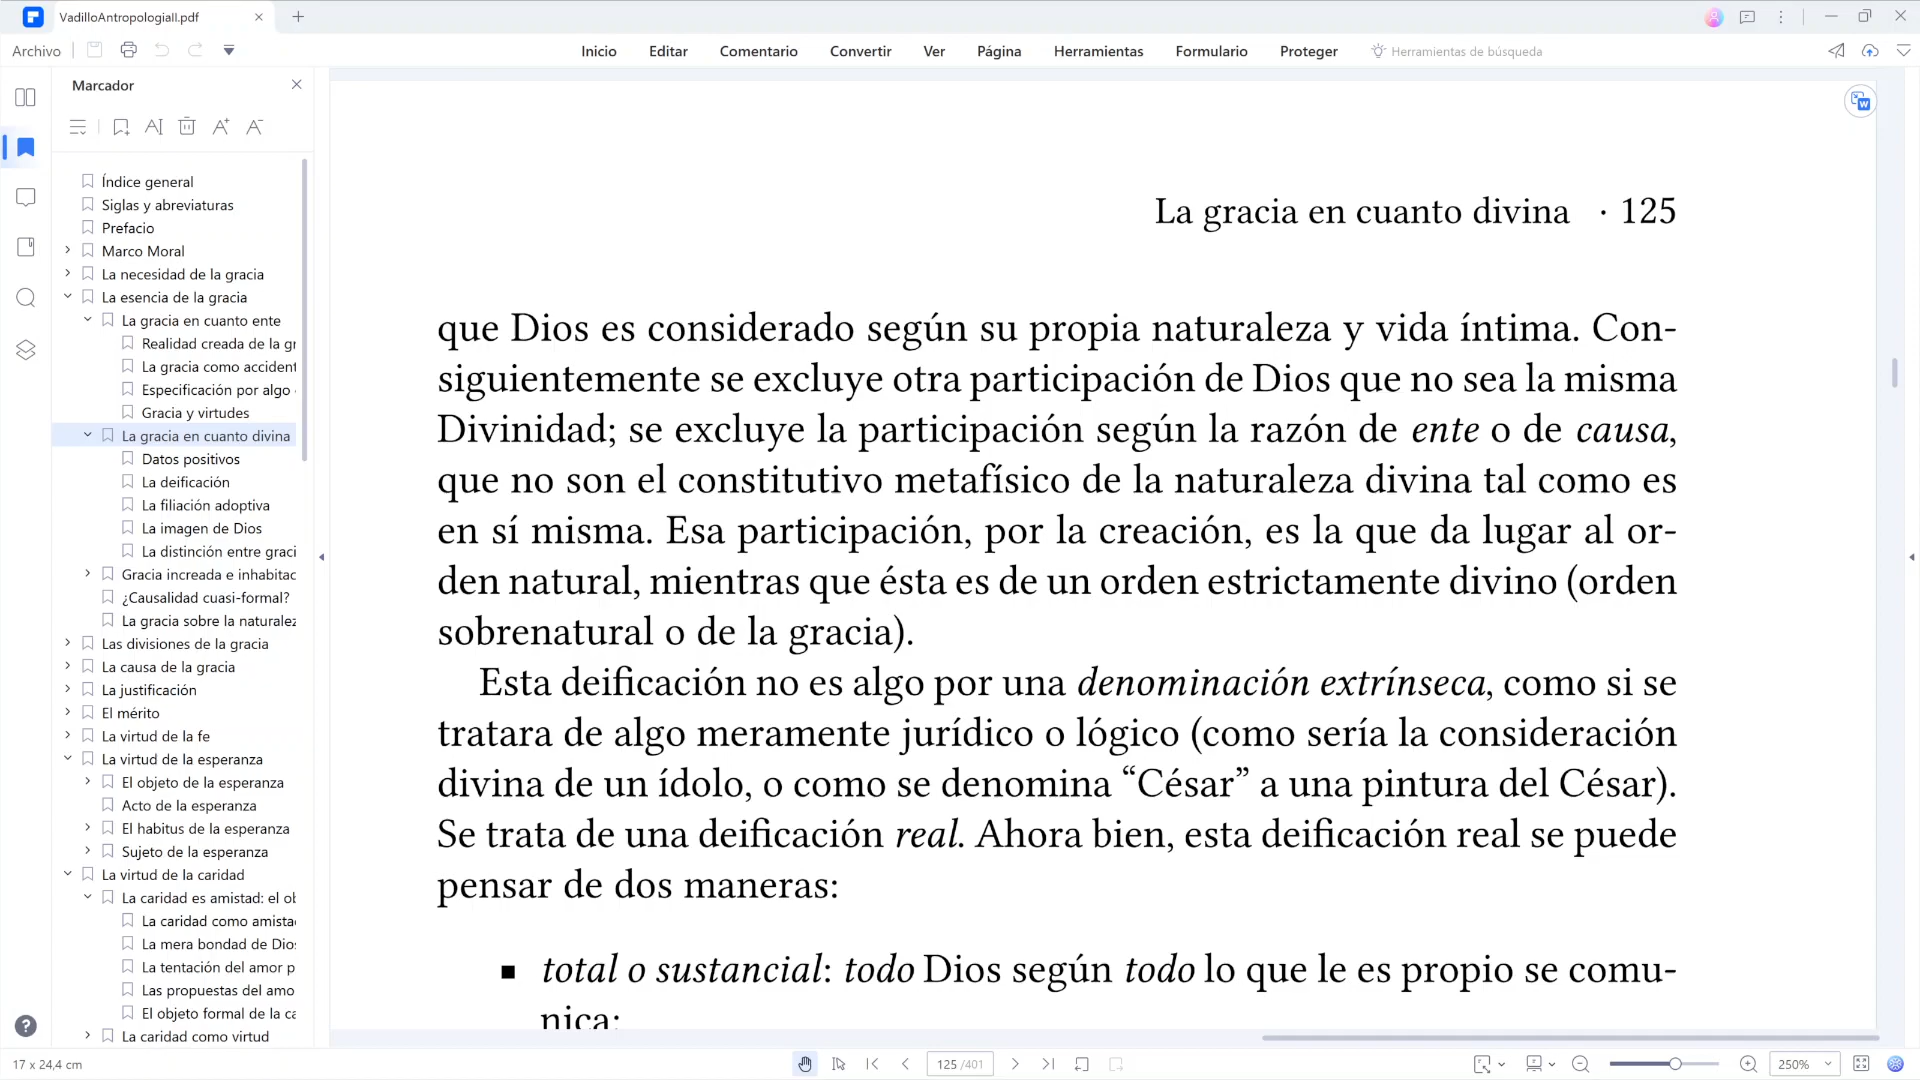 VadilloAntropologiaII.pdf
Archivo
Inicio
Editar
Comentario
Convertir
Ver
Página
Herramientas
Formulario
Proteger
Herramientas de búsqueda
Marcador
Índice general
Siglas y abreviaturas
Prefacio
Marco Moral
La necesidad de la gracia
La esencia de la gracia
La gracia en cuanto ente
Realidad creada de la gr
La gracia como accident
Especificación por algo
Gracia y virtudes
La gracia en cuanto divina
Datos positivos
La deificación
La filiación adoptiva
La imagen de Dios
La distinción entre graci
Gracia increada e inhabitac
¿Causalidad cuasi-formal?
La gracia sobre la naturalez
Las divisiones de la gracia
La causa de la gracia
La justificación
El mérito
La virtud de la fe
La virtud de la esperanza
El objeto de la esperanza
Acto de la esperanza
El habitus de la esperanza
Sujeto de la esperanza
La virtud de la caridad
La caridad es amistad: el ob
La caridad como amista
La mera bondad de Dios
La tentación del amor p
Las propuestas del amo
El objeto formal de la ca
La caridad como virtud
La gracia en cuanto divina · 125
que Dios es considerado según su propia naturaleza y vida íntima. Con-
siguientemente se excluye otra participación de Dios que no sea la misma
Divinidad; se excluye la participación según la razón de ente o de causa,
que no son el constitutivo metafísico de la naturaleza divina tal como es
en sí misma. Esa participación, por la creación, es la que da lugar al or-
den natural, mientras que ésta es de un orden estrictamente divino (orden
sobrenatural o de la gracia).
Esta deificación no es algo por una denominación extrínseca, como si se
tratara de algo meramente jurídico o lógico (como sería la consideración
divina de un ídolo, o como se denomina “César” a una pintura del César).
Se trata de una deificación real. Ahora bien, esta deificación real se puede
pensar de dos maneras:
▪ total o sustancial: todo Dios según todo lo que le es propio se comu-
nica:
17 x 24,4 cm
125 /401
250%